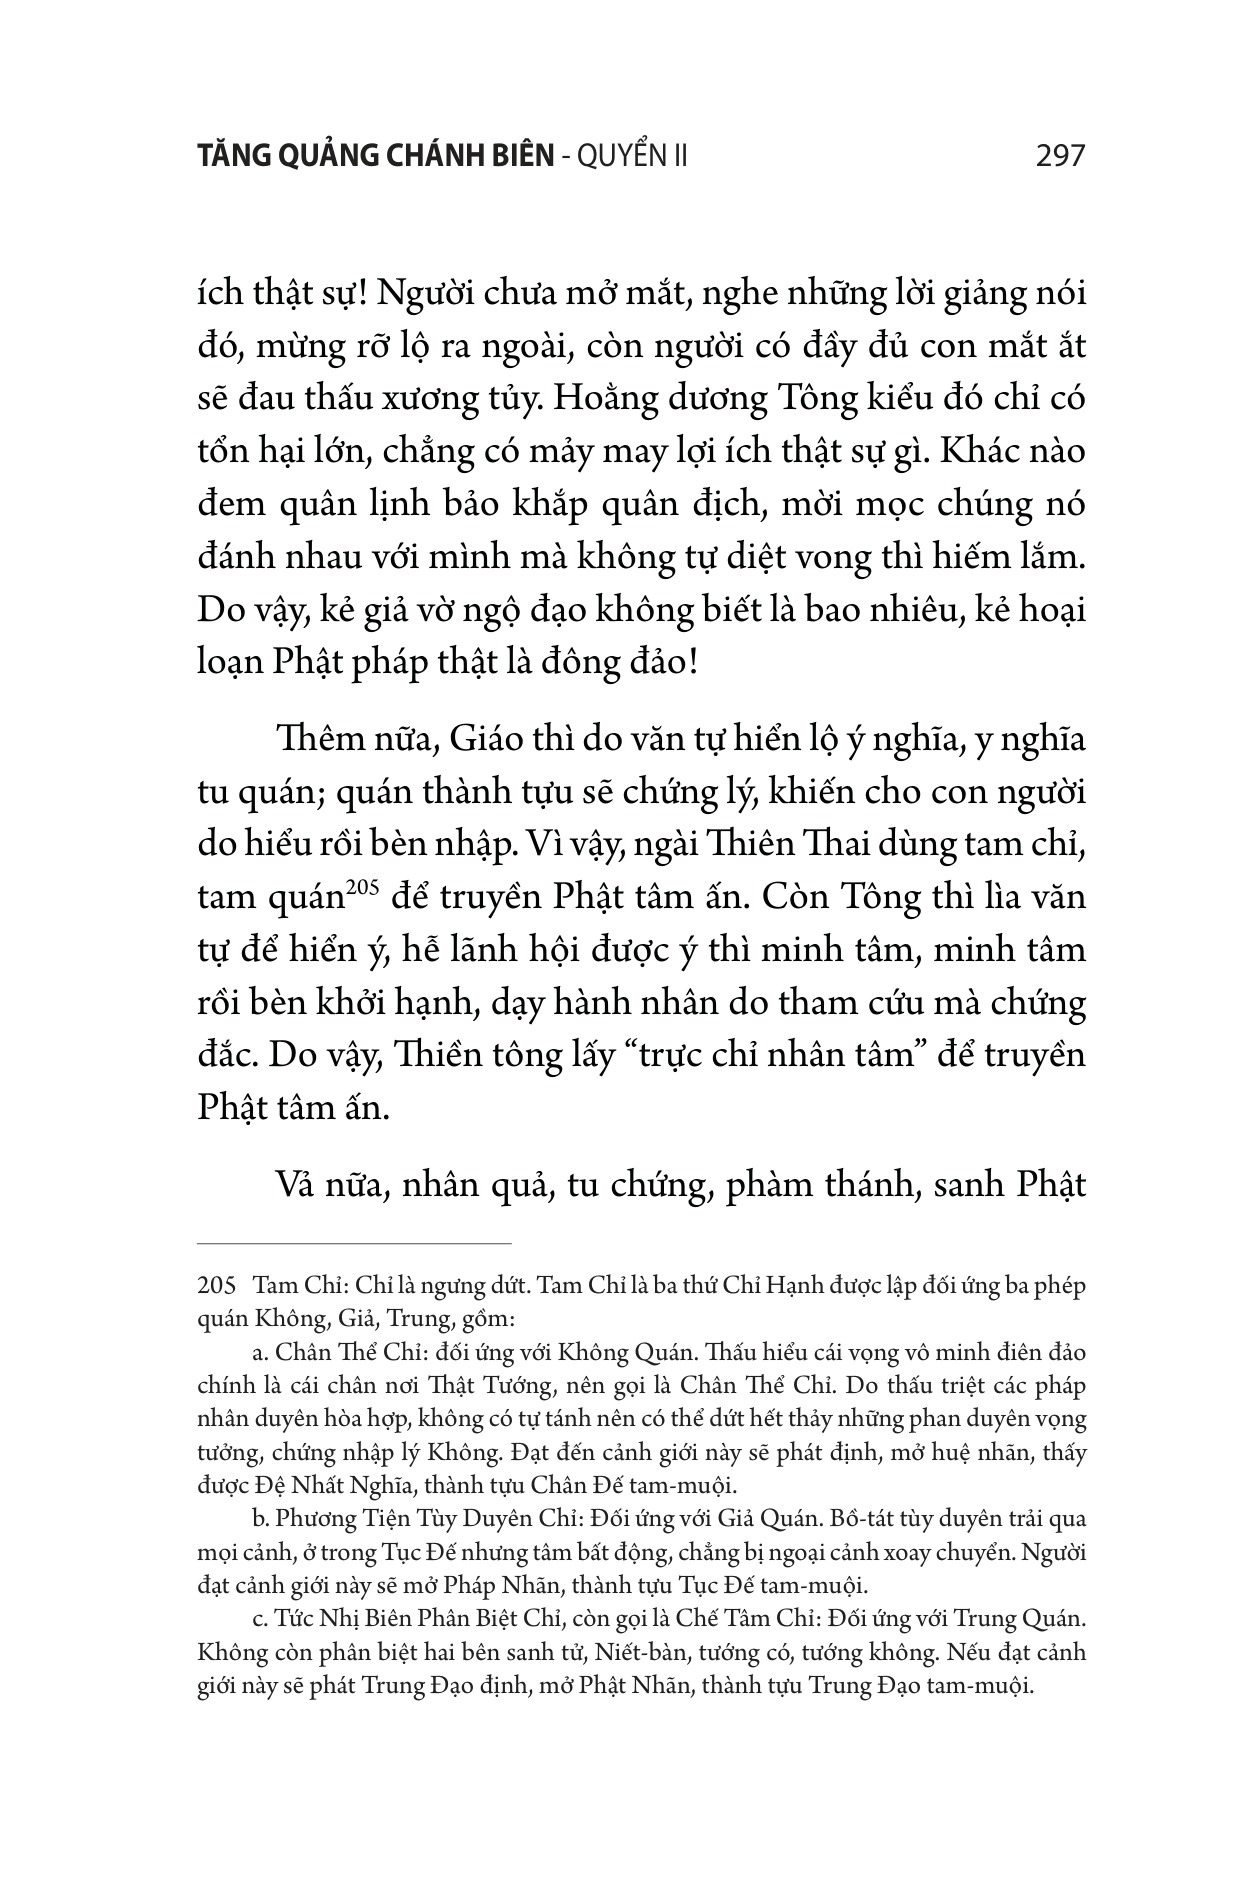 TĂNG QUẢNG CHÁNH BIÊN - QUYỂN II 297
ích thật sự! Người chưa mở mắt, nghe những lời giảng nói
đó, mừng rỡ lộ ra ngoài, còn người có đầy đủ con mắt ắt
sẽ đau thấu xương tủy. Hoằng dương Tông kiểu đó chỉ có
tổn hại lớn, chẳng có mảy may lợi ích thật sự gì. Khác nào
đem quân lịnh bảo khắp quân địch, mời mọc chúng nó
đánh nhau với mình mà không tự diệt vong thì hiếm lắm.
Do vậy, kẻ giả vờ ngộ đạo không biết là bao nhiêu, kẻ hoại
loạn Phật pháp thật là đông đảo!
Thêm nữa, Giáo thì do văn tự hiển lộ ý nghĩa, y nghĩa
tu quán; quán thành tựu sẽ chứng lý, khiến cho con người
do hiểu rồi bèn nhập. Vì vậy, ngài Thiên Thai dùng tam chỉ,
tam quán205 để truyền Phật tâm ấn. Còn Tông thì lìa văn
tự để hiển ý, hễ lãnh hội được ý thì minh tâm, minh tâm
rồi bèn khởi hạnh, dạy hành nhân do tham cứu mà chứng
đắc. Do vậy, Thiền tông lấy “trực chỉ nhân tâm” để truyền
Phật tâm ấn.
Vả nữa, nhân quả, tu chứng, phàm thánh, sanh Phật
205 Tam Chỉ: Chỉ là ngưng dứt. Tam Chỉ là ba thứ Chỉ Hạnh được lập đối ứng ba phép
quán Không, Giả, Trung, gồm:
a. Chân Thể Chỉ: đối ứng với Không Quán. Thấu hiểu cái vọng vô minh điên đảo
chính là cái chân nơi Thật Tướng, nên gọi là Chân Thể Chỉ. Do thấu triệt các pháp
nhân duyên hòa hợp, không có tự tánh nên có thể dứt hết thảy những phan duyên vọng
tưởng, chứng nhập lý Không. Đạt đến cảnh giới này sẽ phát định, mở huệ nhãn, thấy
được Đệ Nhất Nghĩa, thành tựu Chân Đế tam-muội.
b. Phương Tiện Tùy Duyên Chỉ: Đối ứng với Giả Quán. Bồ-tát tùy duyên trải qua
mọi cảnh, ở trong Tục Đế nhưng tâm bất động, chẳng bị ngoại cảnh xoay chuyển. Người
đạt cảnh giới này sẽ mở Pháp Nhãn, thành tựu Tục Đế tam-muội.
c. Tức Nhị Biên Phân Biệt Chỉ, còn gọi là Chế Tâm Chỉ: Đối ứng với Trung Quán.
Không còn phân biệt hai bên sanh tử, Niết-bàn, tướng có, tướng không. Nếu đạt cảnh
giới này sẽ phát Trung Đạo định, mở Phật Nhãn, thành tựu Trung Đạo tam-muội.